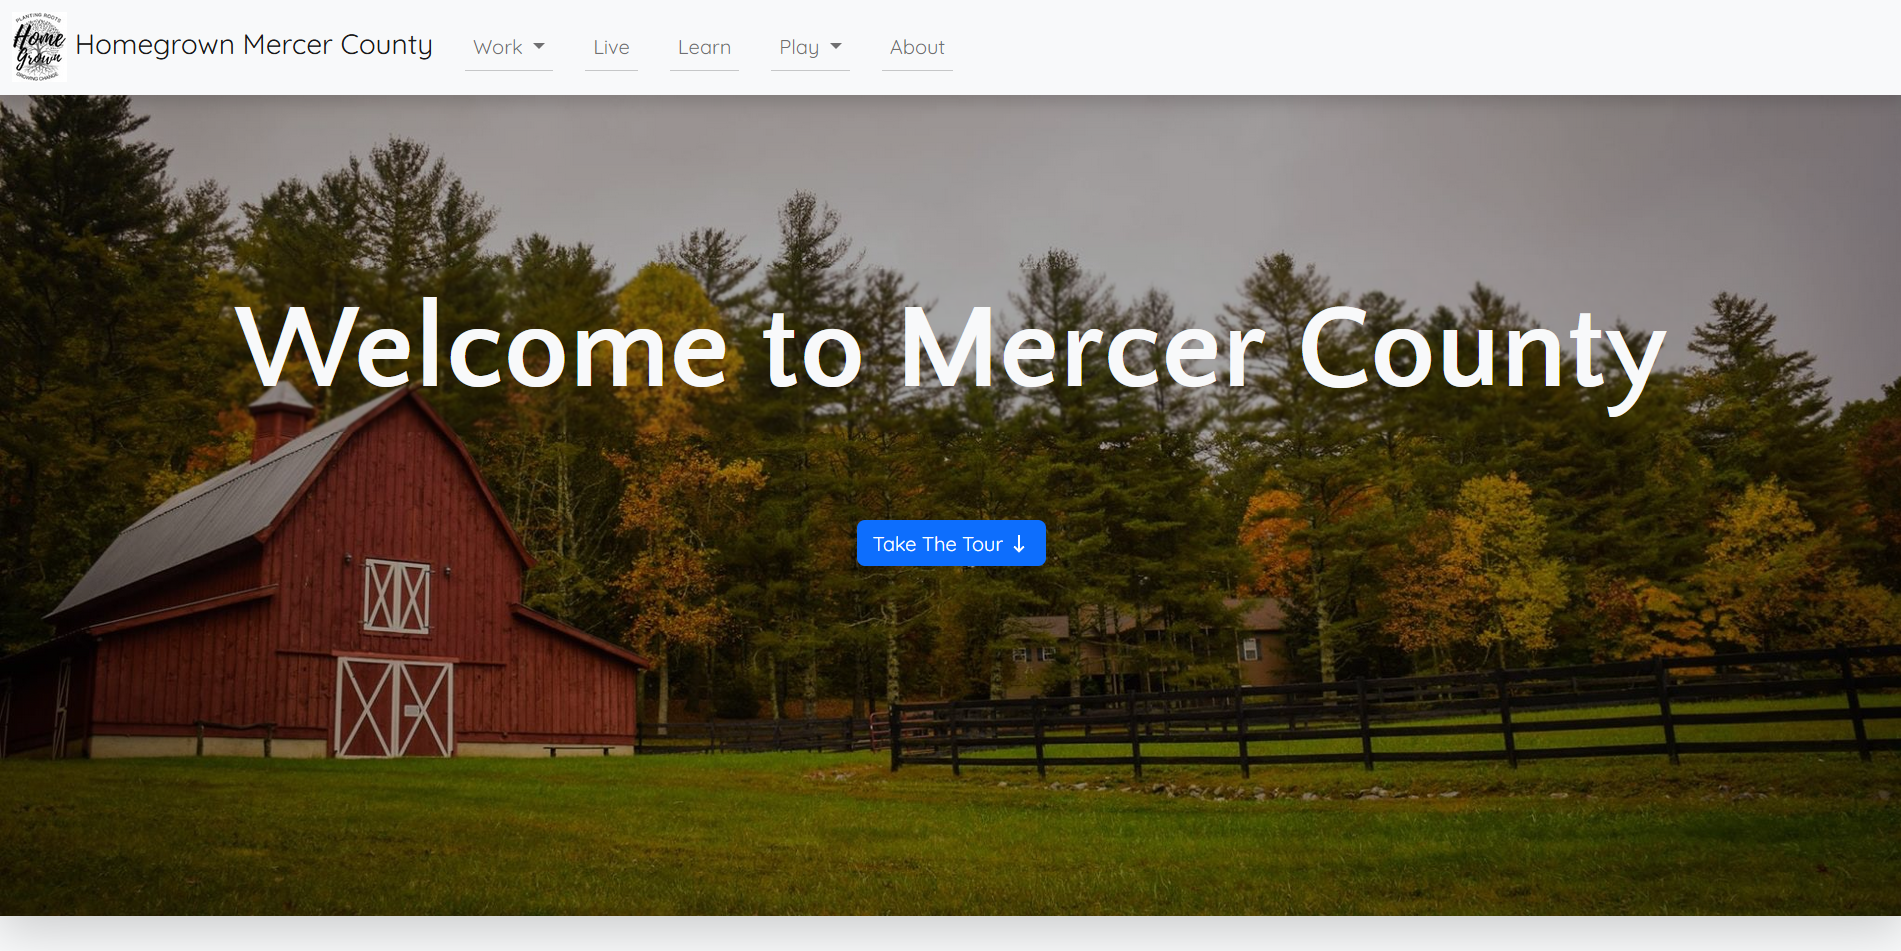 PLANTING ROOTS
Home
Grown
GROWING CHANGE
Homegrown Mercer County
Work
Live
Learn
Play
About
Welcome to Mercer County
Take The Tour ↓